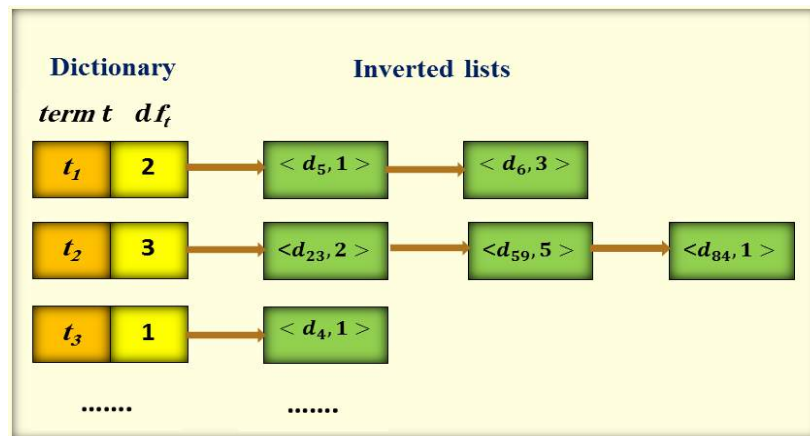 Dictionary Inverted lists
term t df_t
t_1 2 < d_5, 1 > < d_6, 3 >
t_2 3 <d_23, 2 > <d_59, 5 > <d_84, 1 >
t_3 1 < d_4, 1 >
....... .......